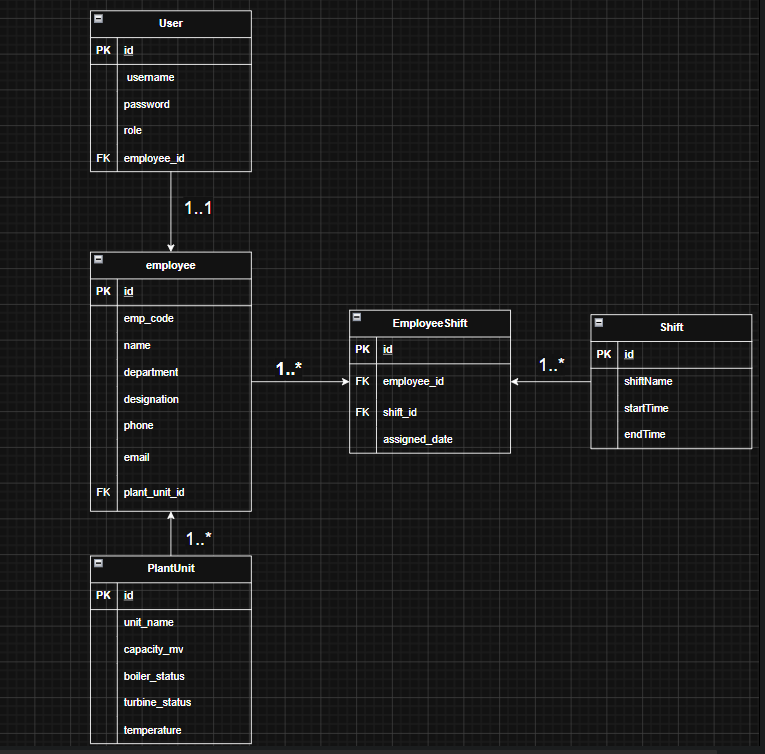 User
PK id
username
password
role
FK employee_id
1..1
employee
PK id
emp_code
name
department
designation
phone
email
FK plant_unit_id
1..*
EmployeeShift
PK id
FK employee_id
FK shift_id
assigned_date
1..*
Shift
PK id
shiftName
startTime
endTime
1..*
PlantUnit
PK id
unit_name
capacity_mv
boiler_status
turbine_status
temperature